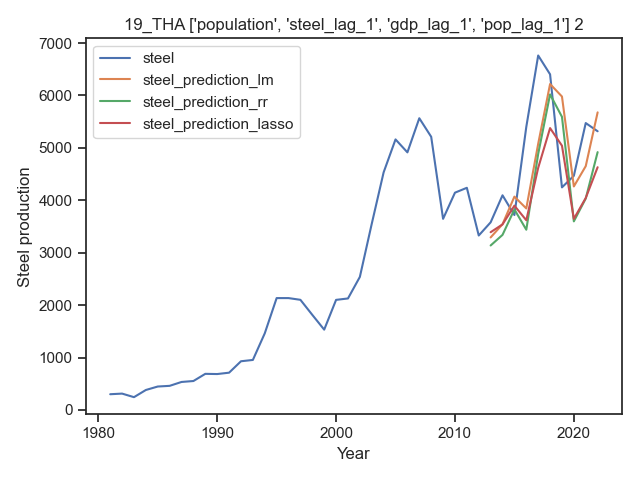 19_THA ['population', 'steel_lag_1', 'gdp_lag_1', 'pop_lag_1'] 2
7000
6000
5000
4000
3000
2000
1000
0
Steel production
steel
steel_prediction_lm
steel_prediction_rr
steel_prediction_lasso
1980
1990
2000
2010
2020
Year